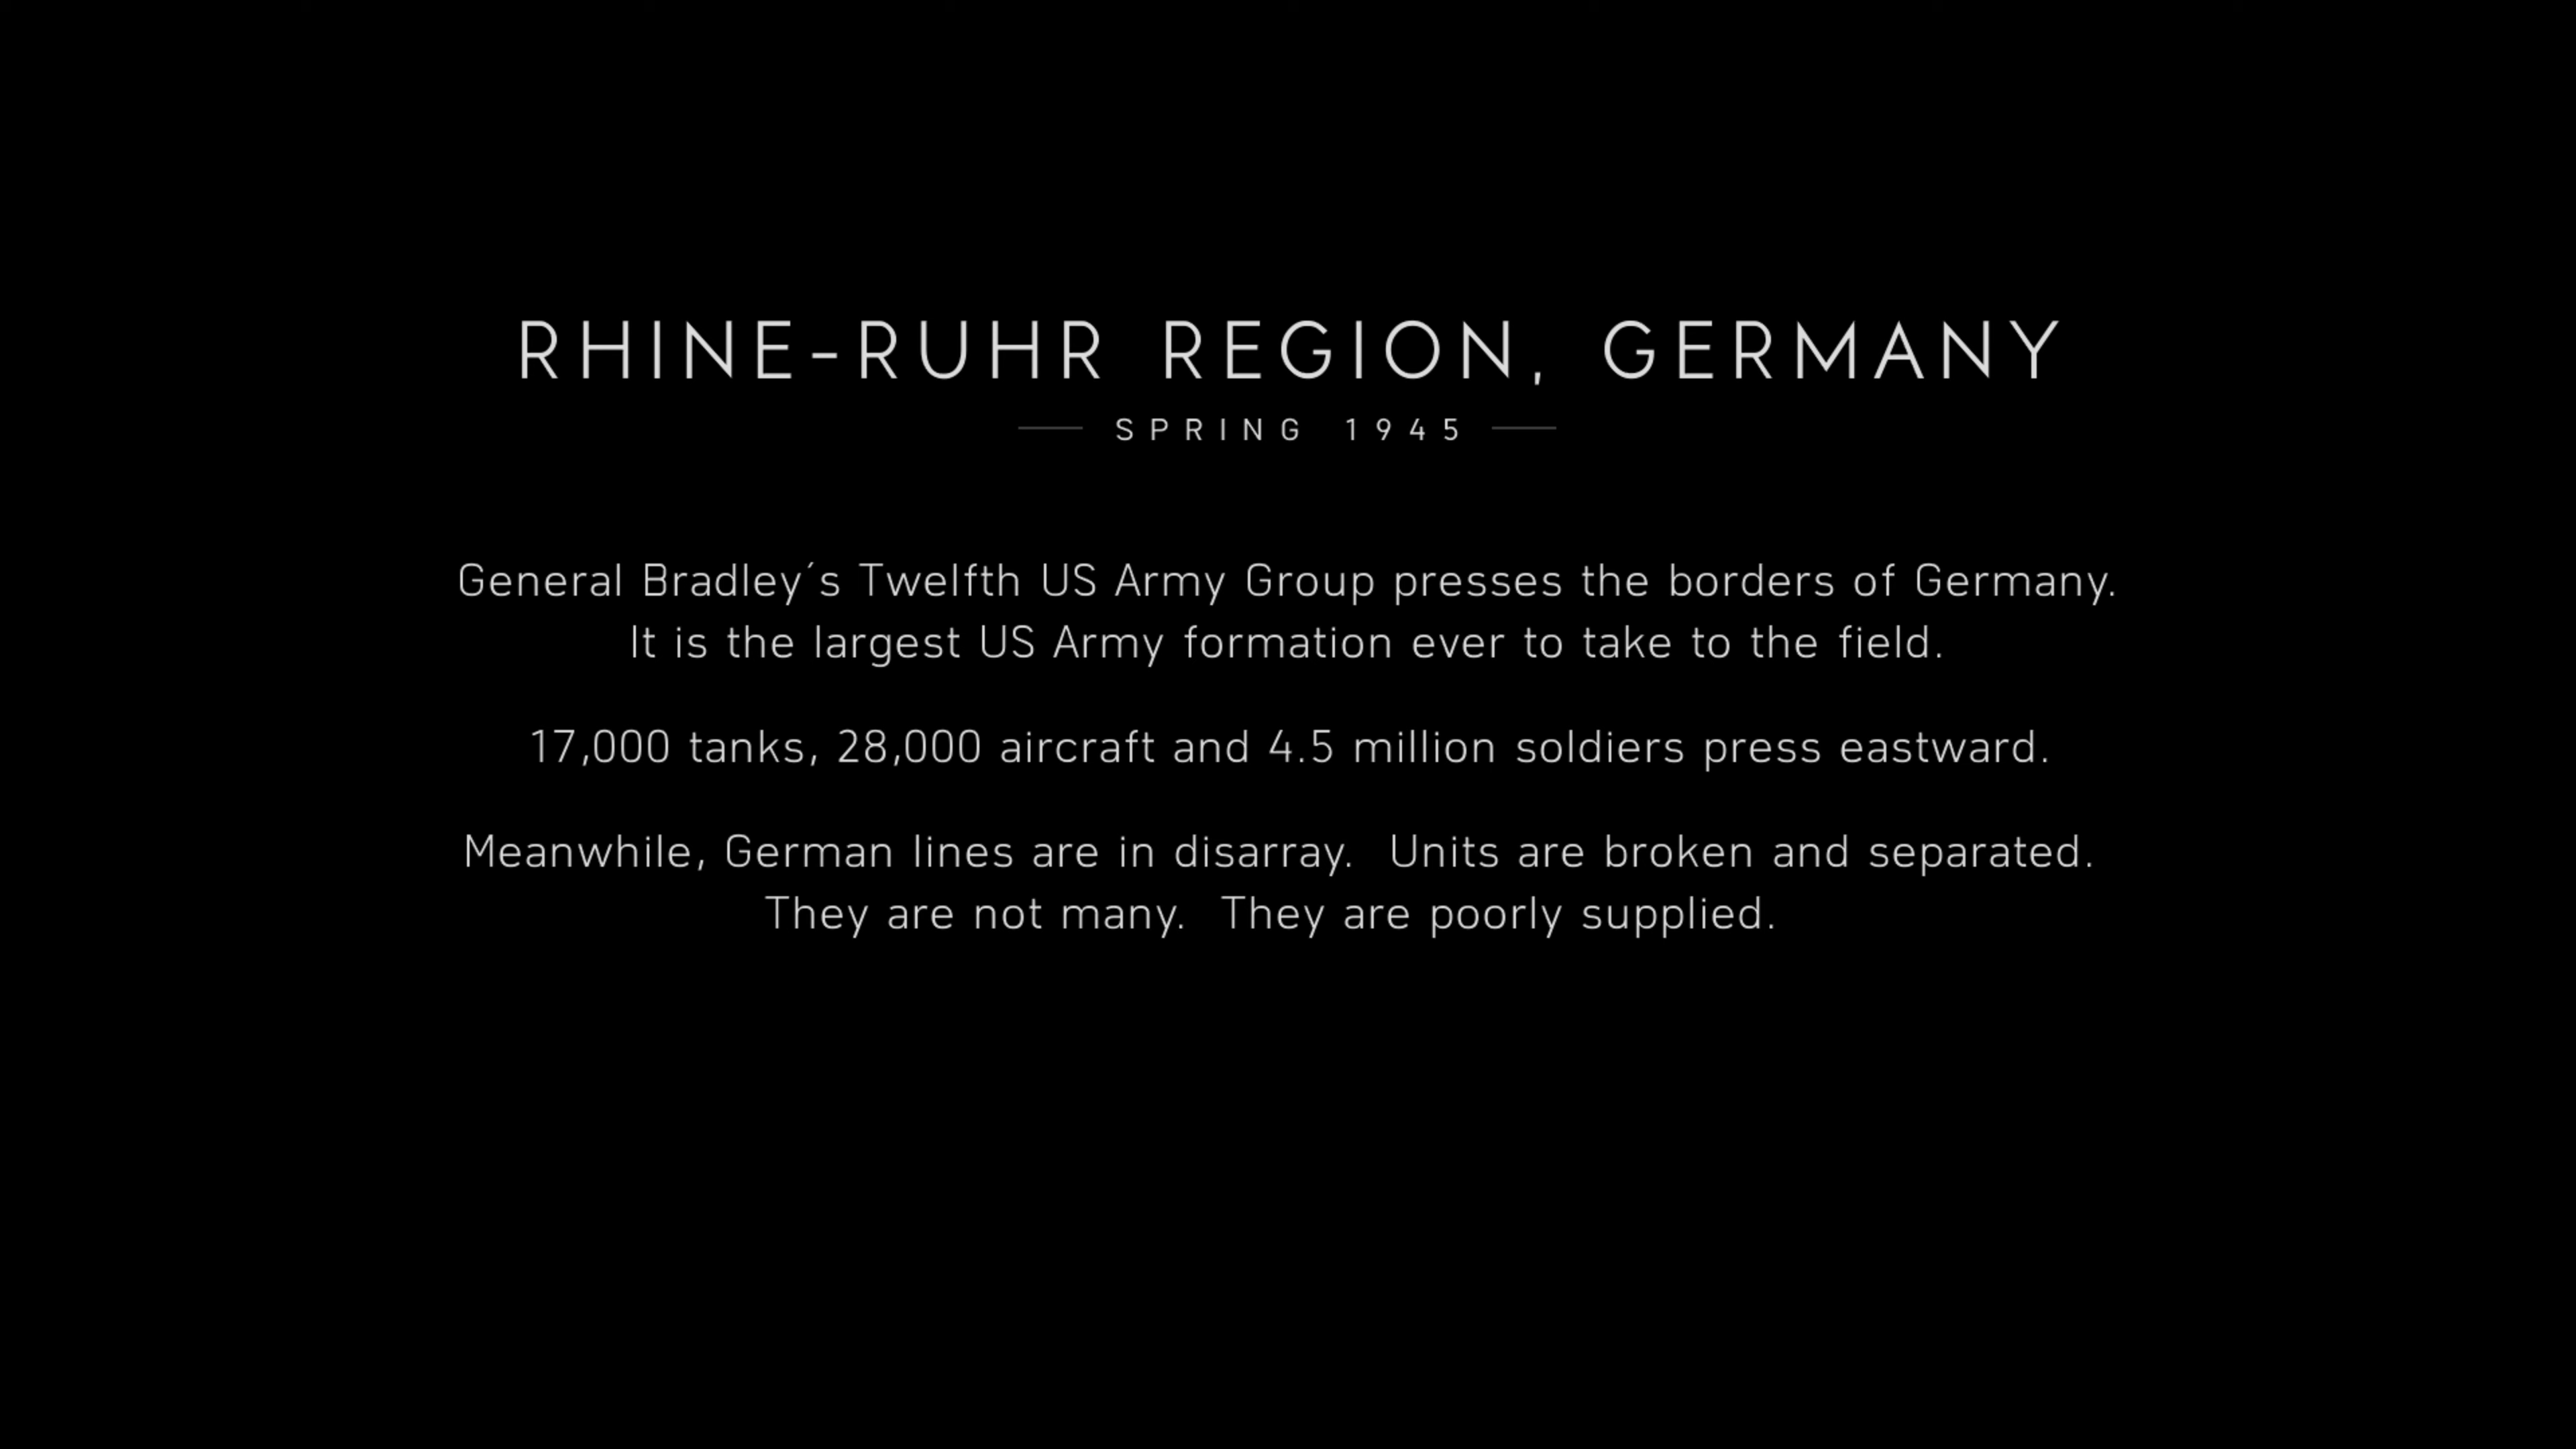 RHINE-RUHR REGION, GERMANY
SPRING 1945
General Bradley´s Twelfth US Army Group presses the borders of Germany.
It is the largest US Army formation ever to take to the field.
17,000 tanks, 28,000 aircraft and 4.5 million soldiers press eastward.
Meanwhile, German lines are in disarray.  Units are broken and separated.
They are not many.  They are poorly supplied.